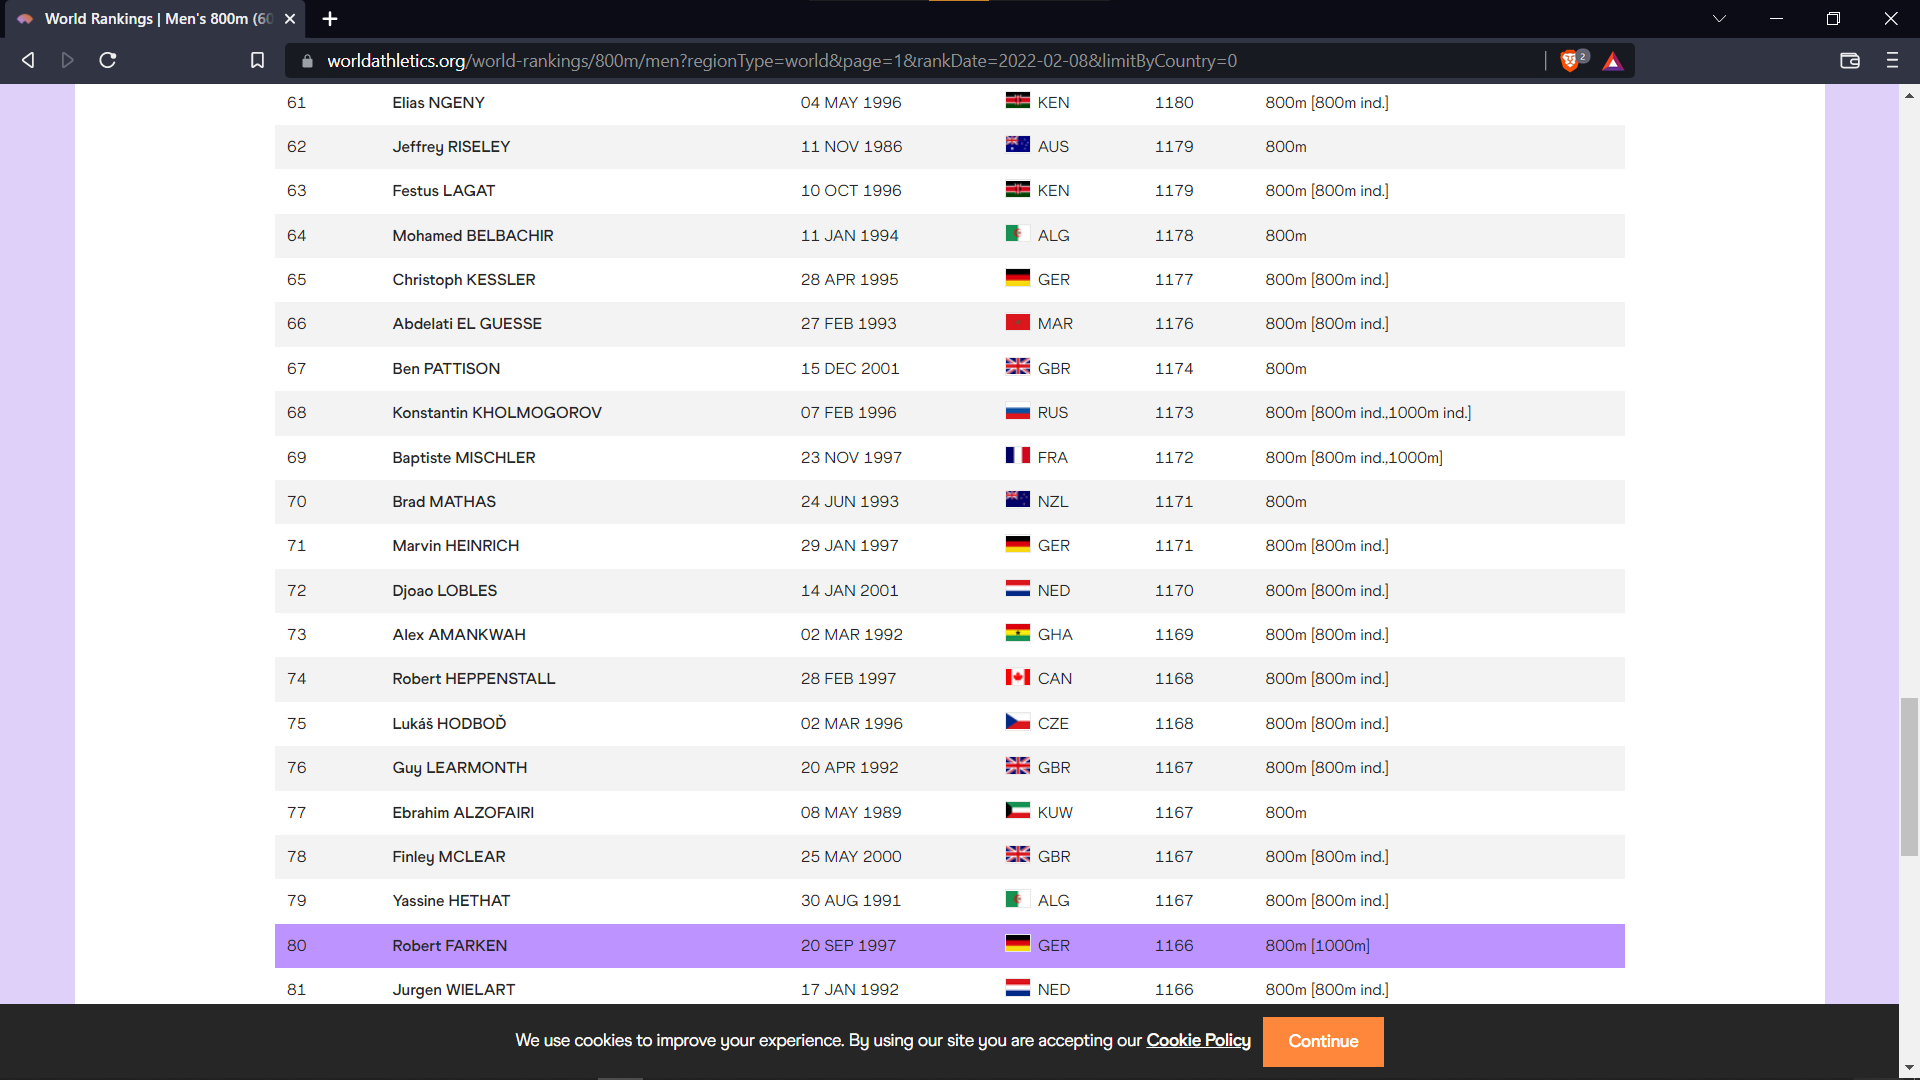 World Rankings | Men's 800m (60
worldathletics.org/world-rankings/800m/men?regionType=world&page=1&rankDate=2022-02-08&limitByCountry=0
2
61 Elias NGENY 04 MAY 1996 KEN 1180 800m [800m ind.]
62 Jeffrey RISELEY 11 NOV 1986 AUS 1179 800m
63 Festus LAGAT 10 OCT 1996 KEN 1179 800m [800m ind.]
64 Mohamed BELBACHIR 11 JAN 1994 ALG 1178 800m
65 Christoph KESSLER 28 APR 1995 GER 1177 800m [800m ind.]
66 Abdelati EL GUESSE 27 FEB 1993 MAR 1176 800m [800m ind.]
67 Ben PATTISON 15 DEC 2001 GBR 1174 800m
68 Konstantin KHOLMOGOROV 07 FEB 1996 RUS 1173 800m [800m ind.,1000m ind.]
69 Baptiste MISCHLER 23 NOV 1997 FRA 1172 800m [800m ind.,1000m]
70 Brad MATHAS 24 JUN 1993 NZL 1171 800m
71 Marvin HEINRICH 29 JAN 1997 GER 1171 800m [800m ind.]
72 Djoao LOBLES 14 JAN 2001 NED 1170 800m [800m ind.]
73 Alex AMANKWAH 02 MAR 1992 GHA 1169 800m [800m ind.]
74 Robert HEPPENSTALL 28 FEB 1997 CAN 1168 800m [800m ind.]
75 Lukáš HODBOĎ 02 MAR 1996 CZE 1168 800m [800m ind.]
76 Guy LEARMONTH 20 APR 1992 GBR 1167 800m [800m ind.]
77 Ebrahim ALZOFAIRI 08 MAY 1989 KUW 1167 800m
78 Finley MCLEAR 25 MAY 2000 GBR 1167 800m [800m ind.]
79 Yassine HETHAT 30 AUG 1991 ALG 1167 800m [800m ind.]
80 Robert FARKEN 20 SEP 1997 GER 1166 800m [1000m]
81 Jurgen WIELART 17 JAN 1992 NED 1166 800m [800m ind.]
We use cookies to improve your experience. By using our site you are accepting our Cookie Policy Continue